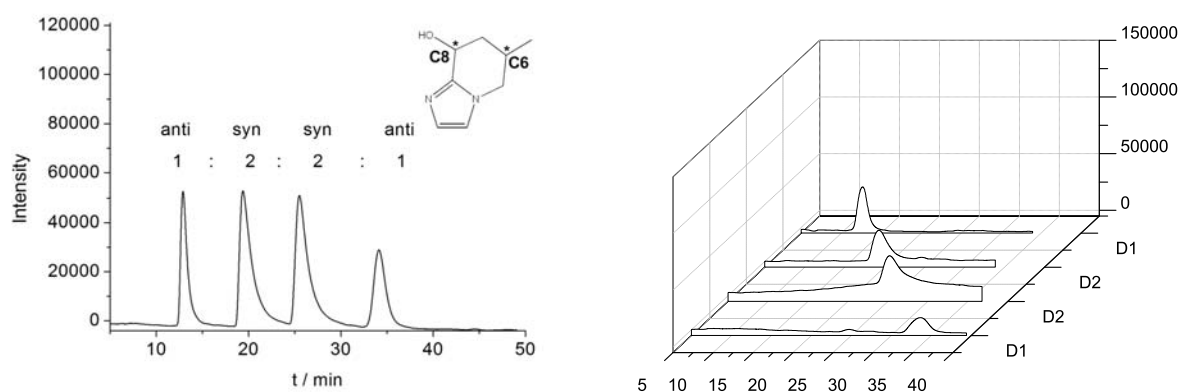 120000
100000
80000
60000
40000
20000
0
Intensity
10 20 30 40 50
t / min
anti syn syn anti
1 : 2 : 2 : 1
HO
*
C8
*
C6
N
N
150000
100000
50000
0
D1
D2
D2
D1
5 10 15 20 25 30 35 40